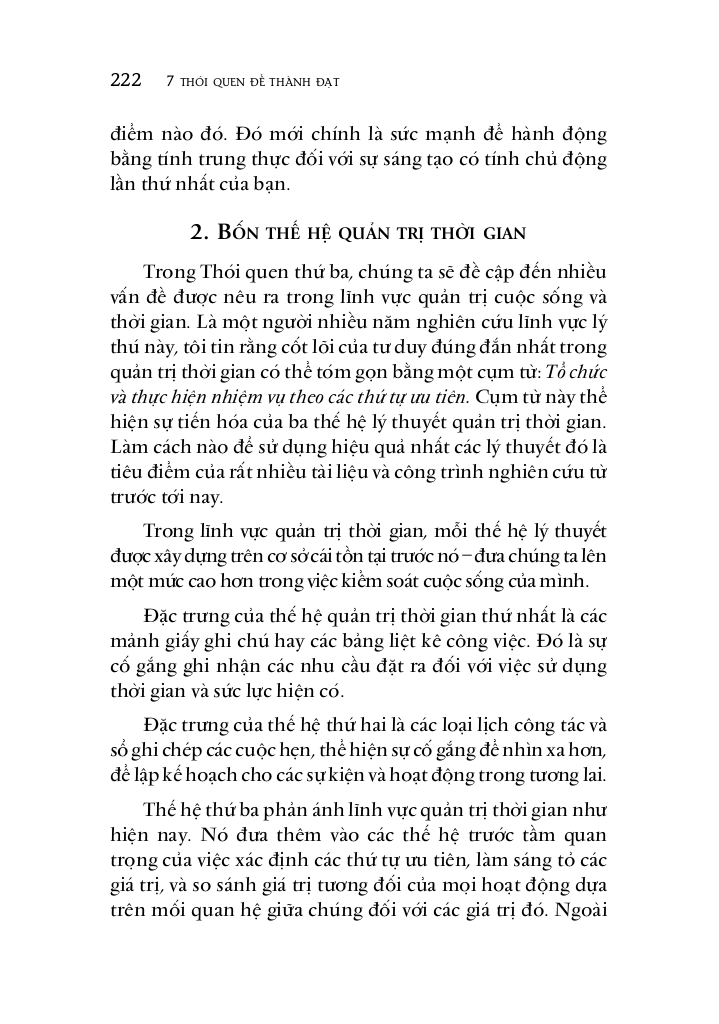 222 7 THÓI QUEN ĐỂ THÀNH ĐẠT
điểm nào đó. Đó mới chính là sức mạnh để hành động
bằng tính trung thực đối với sự sáng tạo có tính chủ động
lần thứ nhất của bạn.
2. BỐN THẾ HỆ QUẢN TRỊ THỜI GIAN
Trong Thói quen thứ ba, chúng ta sẽ đề cập đến nhiều
vấn đề được nêu ra trong lĩnh vực quản trị cuộc sống và
thời gian. Là một người nhiều năm nghiên cứu lĩnh vực lý
thú này, tôi tin rằng cốt lõi của tư duy đúng đắn nhất trong
quản trị thời gian có thể tóm gọn bằng một cụm từ: Tổ chức
và thực hiện nhiệm vụ theo các thứ tự ưu tiên. Cụm từ này thể
hiện sự tiến hóa của ba thế hệ lý thuyết quản trị thời gian.
Làm cách nào để sử dụng hiệu quả nhất các lý thuyết đó là
tiêu điểm của rất nhiều tài liệu và công trình nghiên cứu từ
trước tới nay.
Trong lĩnh vực quản trị thời gian, mỗi thế hệ lý thuyết
được xây dựng trên cơ sở cái tồn tại trước nó – đưa chúng ta lên
một mức cao hơn trong việc kiểm soát cuộc sống của mình.
Đặc trưng của thế hệ quản trị thời gian thứ nhất là các
mảnh giấy ghi chú hay các bảng liệt kê công việc. Đó là sự
cố gắng ghi nhận các nhu cầu đặt ra đối với việc sử dụng
thời gian và sức lực hiện có.
Đặc trưng của thế hệ thứ hai là các loại lịch công tác và
sổ ghi chép các cuộc hẹn, thể hiện sự cố gắng để nhìn xa hơn,
để lập kế hoạch cho các sự kiện và hoạt động trong tương lai.
Thế hệ thứ ba phản ánh lĩnh vực quản trị thời gian như
hiện nay. Nó đưa thêm vào các thế hệ trước tầm quan
trọng của việc xác định các thứ tự ưu tiên, làm sáng tỏ các
giá trị, và so sánh giá trị tương đối của mọi hoạt động dựa
trên mối quan hệ giữa chúng đối với các giá trị đó. Ngoài